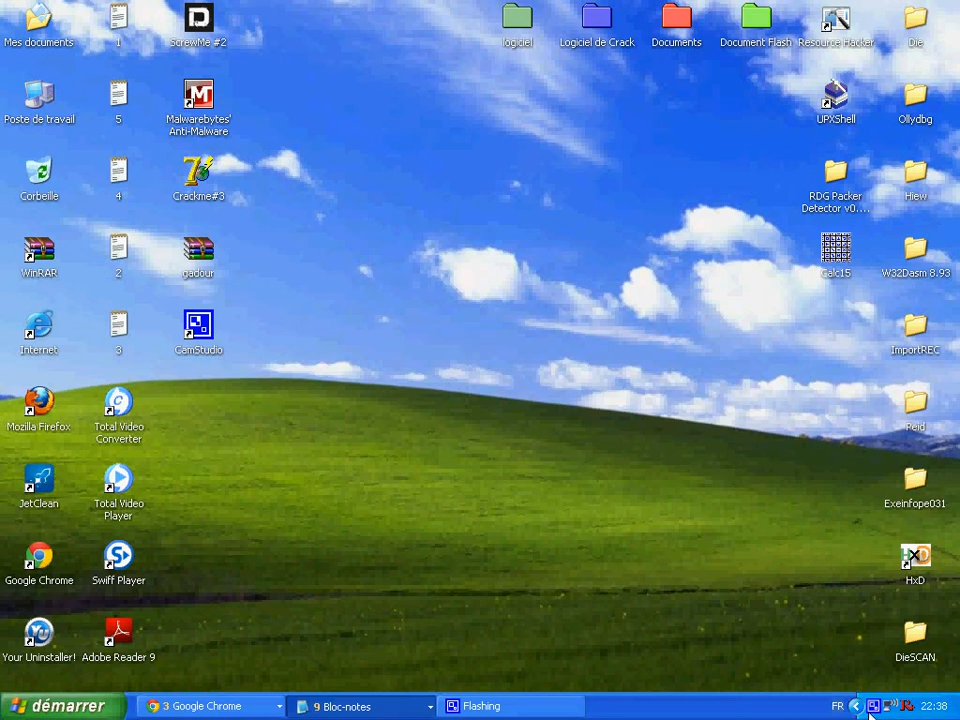 Mes documents
1
ScrewMe #2
logiciel
Logiciel de Crack
Documents
Document Flash
Resource Hacker
Die
Poste de travail
5
Malwarebytes'
Anti-Malware
UPXShell
Ollydbg
Corbeille
4
Crackme#3
RDG Packer
Detector v0....
Hiew
WinRAR
2
gadour
Calc15
W32Dasm 8.93
Internet
3
CamStudio
ImportREC
Mozilla Firefox
Total Video
Converter
Peid
JetClean
Total Video
Player
Exeinfope031
Google Chrome
Swiff Player
HxD
Your Uninstaller!
Adobe Reader 9
DieSCAN
démarrer
3 Google Chrome
9 Bloc-notes
Flashing
FR
22:38